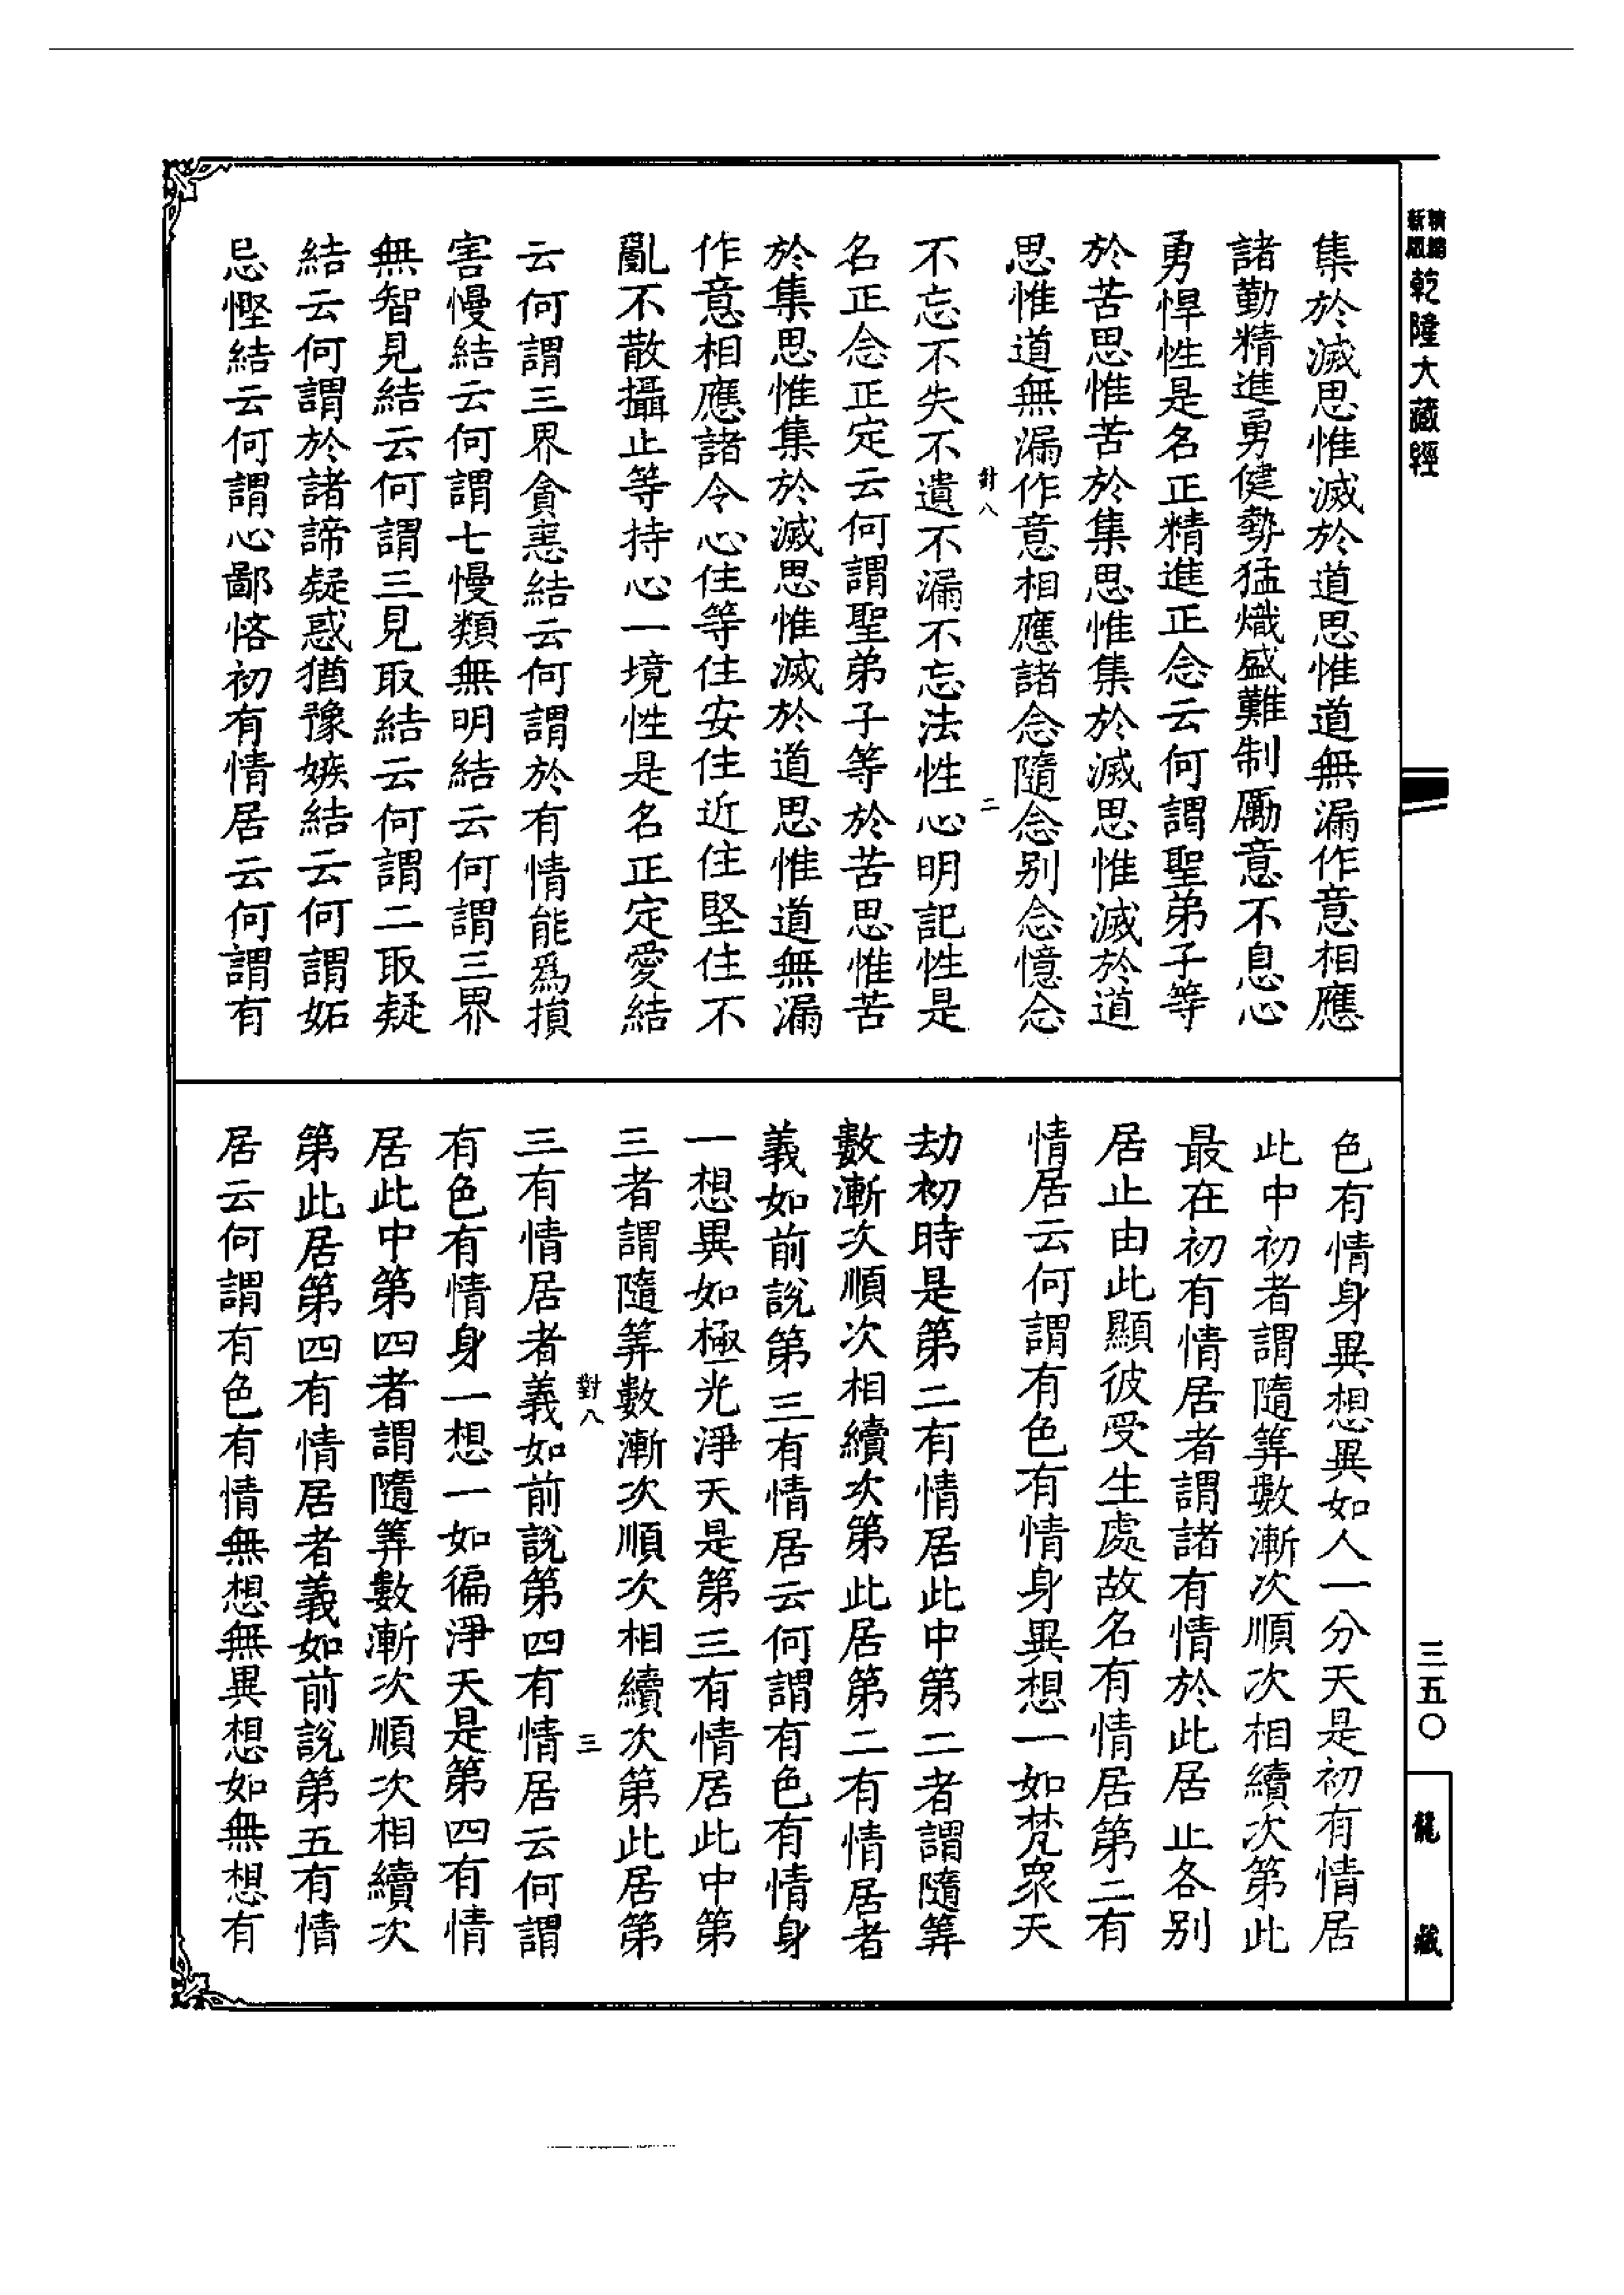 新編縮版乾隆大藏經
集於滅思惟滅於道思惟道無漏作意相應
諸勤精進勇健勢猛熾盛難制勵意不息心
勇悍性是名正精進正念云何謂聖弟子等
於苦思惟苦於集思惟集於滅思惟滅於道
思惟道無漏作意相應諸念隨念别念憶念
對八 二
不忘不失不遺不漏不忘法性心明記性是
名正念正定云何謂聖弟子等於苦思惟苦
於集思惟集於滅思惟滅於道思惟道無漏
作意相應諸令心住等住安住近住堅住不
亂不散攝止等持心一境性是名正定愛結
云何謂三界貪恚結云何謂於有情能爲損
害慢結云何謂七慢類無明結云何謂三界
無智見結云何謂三見取結云何謂二取疑
結云何謂於諸諦疑惑猶豫嫉結云何謂妬
忌慳結云何謂心鄙悋初有情居云何謂有
色有情身異想異如人一分天是初有情居
此中初者謂隨筭數漸次順次相續次第此
最在初有情居者謂諸有情於此居止各别
居止由此顯彼受生處故名有情居第二有
情居云何謂有色有情身異想一如梵眾天
劫初時是第二有情居此中第二者謂隨筭
數漸次順次相續次第此居第二有情居者
義如前說第三有情居云何謂有色有情身
一想異如極光淨天是第三有情居此中第
三者謂隨筭數漸次順次相續次第此居第
對八 三
三有情居者義如前說第四有情居云何謂
有色有情身一想一如徧淨天是第四有情
居此中第四者謂隨筭數漸次順次相續次
第此居第四有情居者義如前說第五有情
居云何謂有色有情無想無異想如無想有
三五〇
龍藏